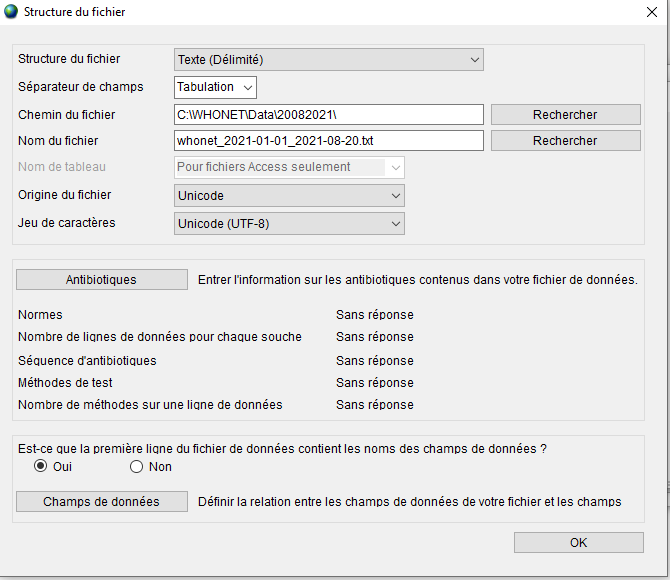 Structure du fichier
Structure du fichier Texte (Délimité)
Séparateur de champs Tabulation
Chemin du fichier C:\WHONET\Data\20082021\ Rechercher
Nom du fichier whonet_2021-01-01_2021-08-20.txt Rechercher
Nom de tableau Pour fichiers Access seulement
Origine du fichier Unicode
Jeu de caractères Unicode (UTF-8)
Antibiotiques Entrer l'information sur les antibiotiques contenus dans votre fichier de données.
Normes Sans réponse
Nombre de lignes de données pour chaque souche Sans réponse
Séquence d'antibiotiques Sans réponse
Méthodes de test Sans réponse
Nombre de méthodes sur une ligne de données Sans réponse
Est-ce que la première ligne du fichier de données contient les noms des champs de données ?
Oui Non
Champs de données Définir la relation entre les champs de données de votre fichier et les champs
OK